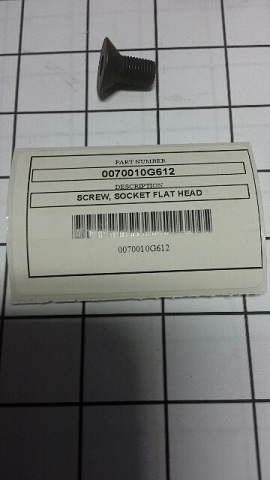 PART NUMBER
0070010G612
DESCRIPTION
SCREW, SOCKET FLAT HEAD
0070010G612